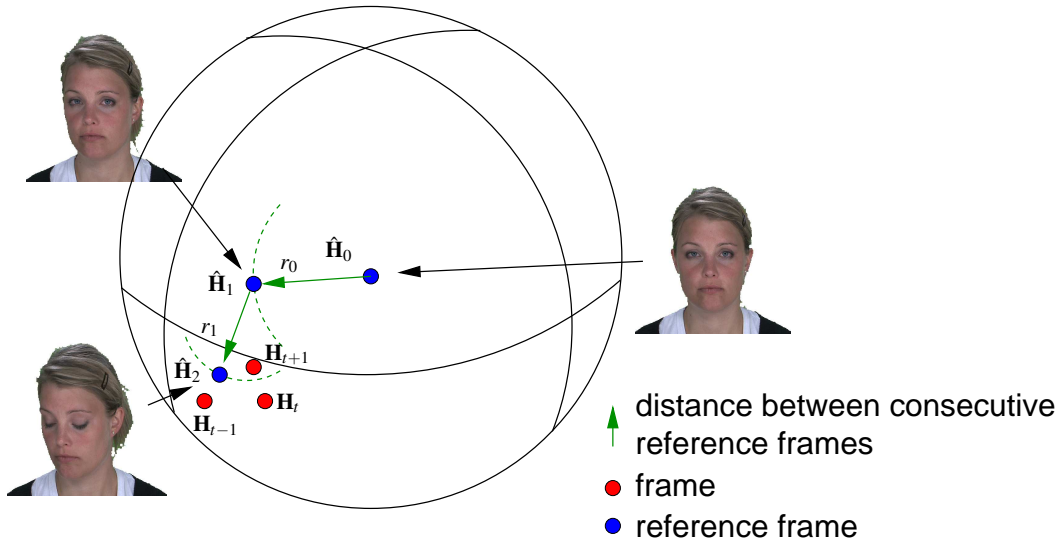 Ĥ₀
r₀
Ĥ₁
r₁
Hₜ₊₁
Ĥ₂
Hₜ
Hₜ₋₁
distance between consecutive
reference frames
frame
reference frame